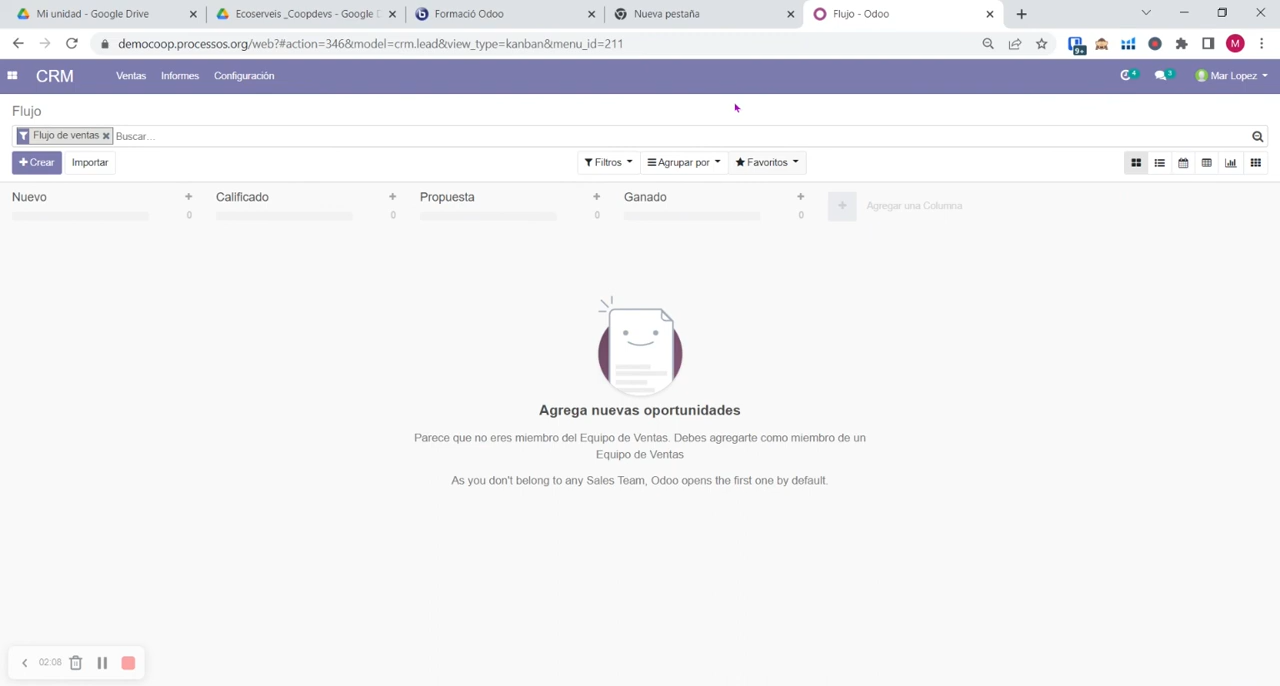 Mi unidad - Google Drive
Ecoserveis _Coopdevs - Google D
Formació Odoo
Nueva pestaña
Flujo - Odoo
democoop.processos.org/web?#action=346&model=crm.lead&view_type=kanban&menu_id=211
9+
M
CRM
Ventas
Informes
Configuración
4
3
Mar Lopez
Flujo
Flujo de ventas
Buscar...
Crear
Importar
Filtros
Agrupar por
Favoritos
Nuevo
0
Calificado
0
Propuesta
0
Ganado
0
Agregar una Columna
Agrega nuevas oportunidades
Parece que no eres miembro del Equipo de Ventas. Debes agregarte como miembro de un
Equipo de Ventas
As you don't belong to any Sales Team, Odoo opens the first one by default.
02:08